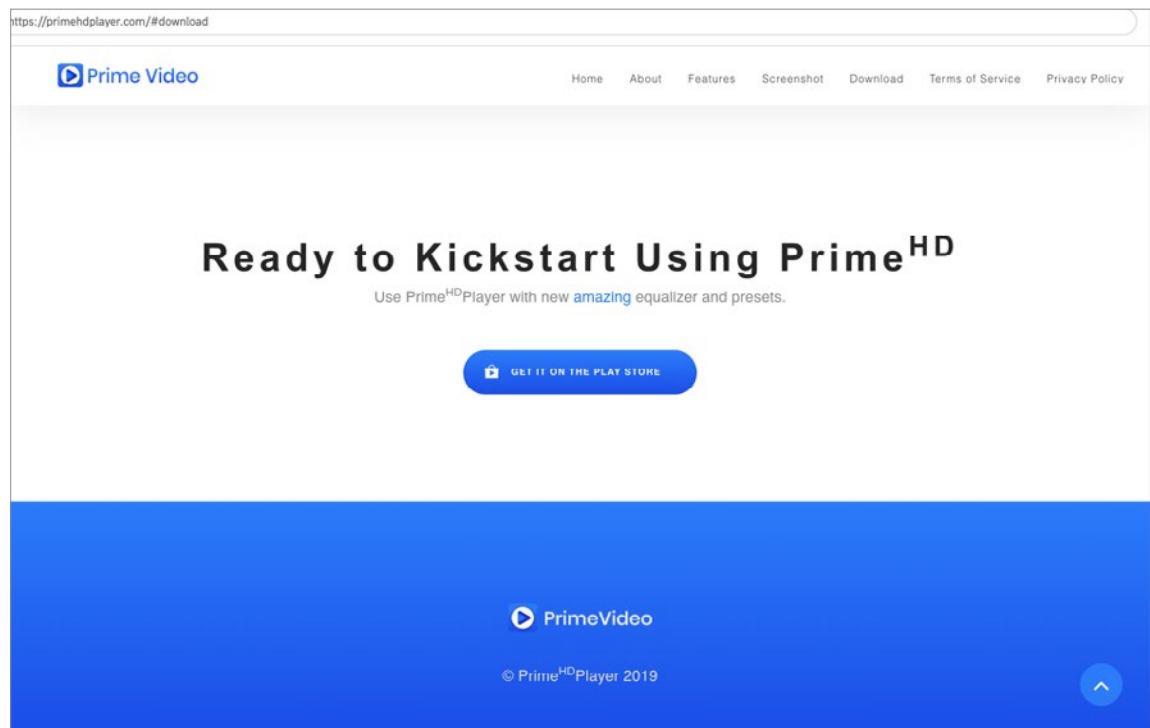 https://primehdplayer.com/#download
Prime Video
Home About Features Screenshot Download Terms of Service Privacy Policy
Ready to Kickstart Using PrimeHD
Use PrimeHDPlayer with new amazing equalizer and presets.
GET IT ON THE PLAY STORE
PrimeVideo
© PrimeHDPlayer 2019